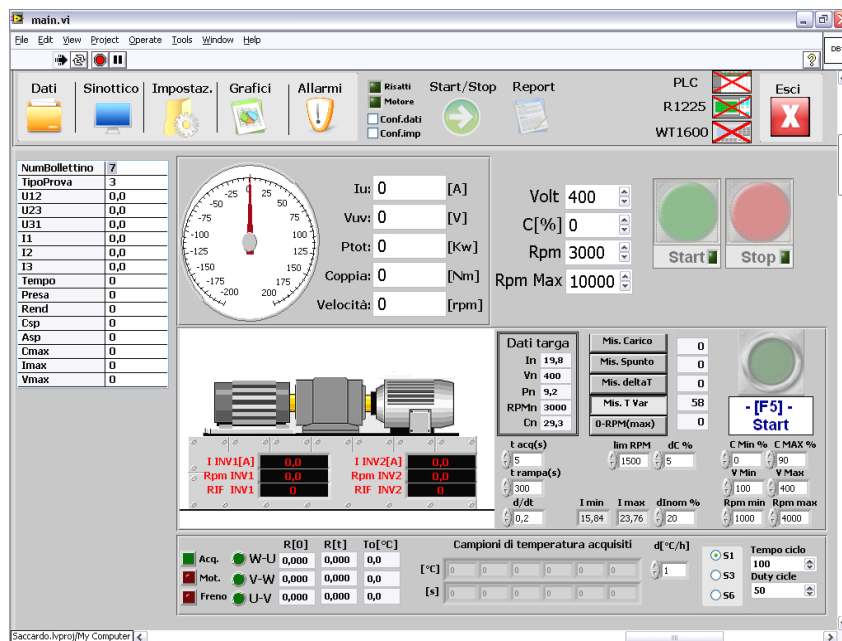 main.vi
File Edit View Project Operate Tools Window Help
Dati Sinottico Impostaz. Grafici Allarmi
Risatti
Motore
Conf.dati
Conf.imp
Start/Stop Report
PLC
R1225
WT1600
Esci
X
NumBollettino 7
TipoProva 3
U12 0,0
U23 0,0
U31 0,0
I1 0,0
I2 0,0
I3 0,0
Tempo 0
Presa 0
Rend 0
Csp 0
Asp 0
Cmax 0
Imax 0
Vmax 0
-200 -175 -150 -125 -100 -75 -50 -25 0 25 50 75 100 125 150 175 200
Iu: 0 [A]
Vuv: 0 [V]
Ptot: 0 [Kw]
Coppia: 0 [Nm]
Velocità: 0 [rpm]
Volt 400
C[%] 0
Rpm 3000
Rpm Max 10000
Start Stop
I INV1[A] 0,0 I INV2[A] 0,0
Rpm INV1 0,0 Rpm INV2 0,0
RIF INV1 0 RIF INV2 0
Dati targa
In 19,8
Vn 400
Pn 9,2
RPMn 3000
Cn 29,3
Mis. Carico 0
Mis. Spunto 0
Mis. deltaT 0
Mis. T Var 58
0-RPM(max) 0
- [F5] -
Start
t acq(s) lim RPM dC % C Min % C MAX %
5 1500 5 0 90
t rampa(s) V Min V Max
300 100 400
d/dt I min I max dInom % Rpm min Rpm max
0,2 15,84 23,76 20 1000 4000
R[0] R[t] To[°C]
Acq. W-U 0,000 0,000 0,0
Mot. V-W 0,000 0,000 0,0
Freno U-V 0,000 0,000 0,0
Campioni di temperatura acquisiti d[°C/h]
[°C] 0 0 0 0 0 0 1
[s] 0 0 0 0 0 0
S1
S3
S6
Tempo ciclo
100
Duty cicle
50
Saccardo.lvproj/My Computer